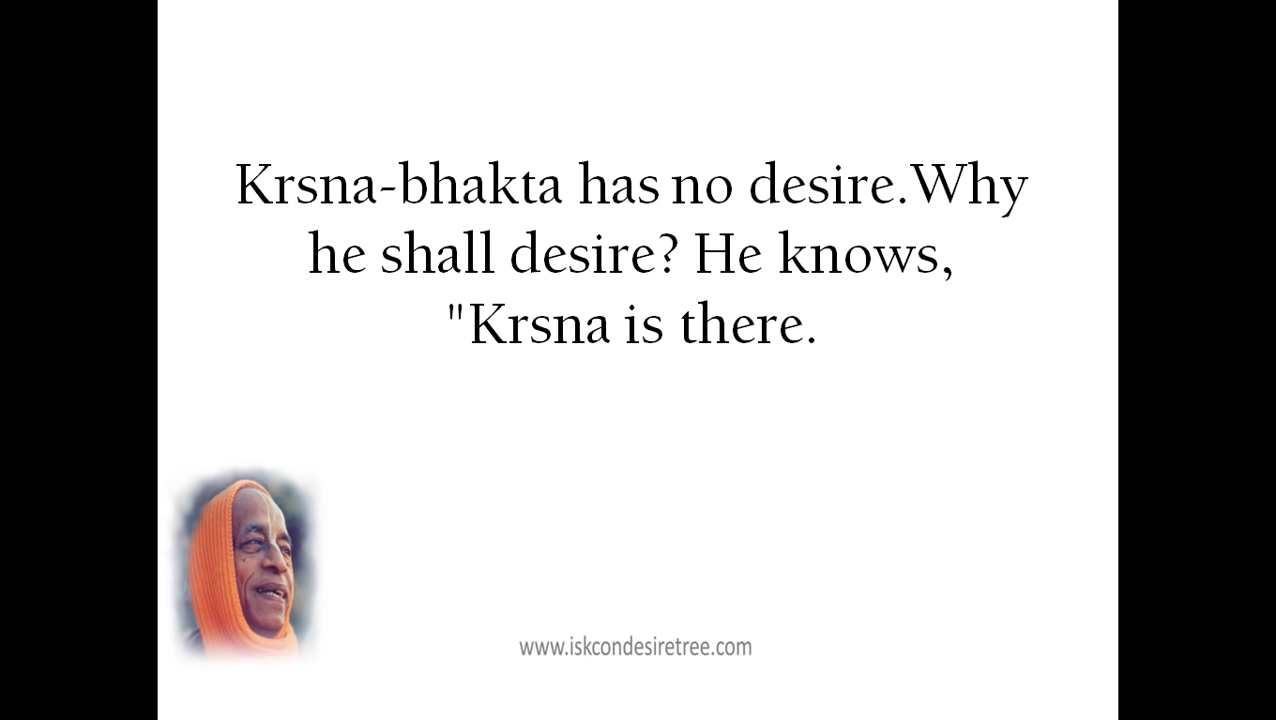 Krsna-bhakta has no desire.Why
he shall desire? He knows,
"Krsna is there.
www.iskcondesiretree.com